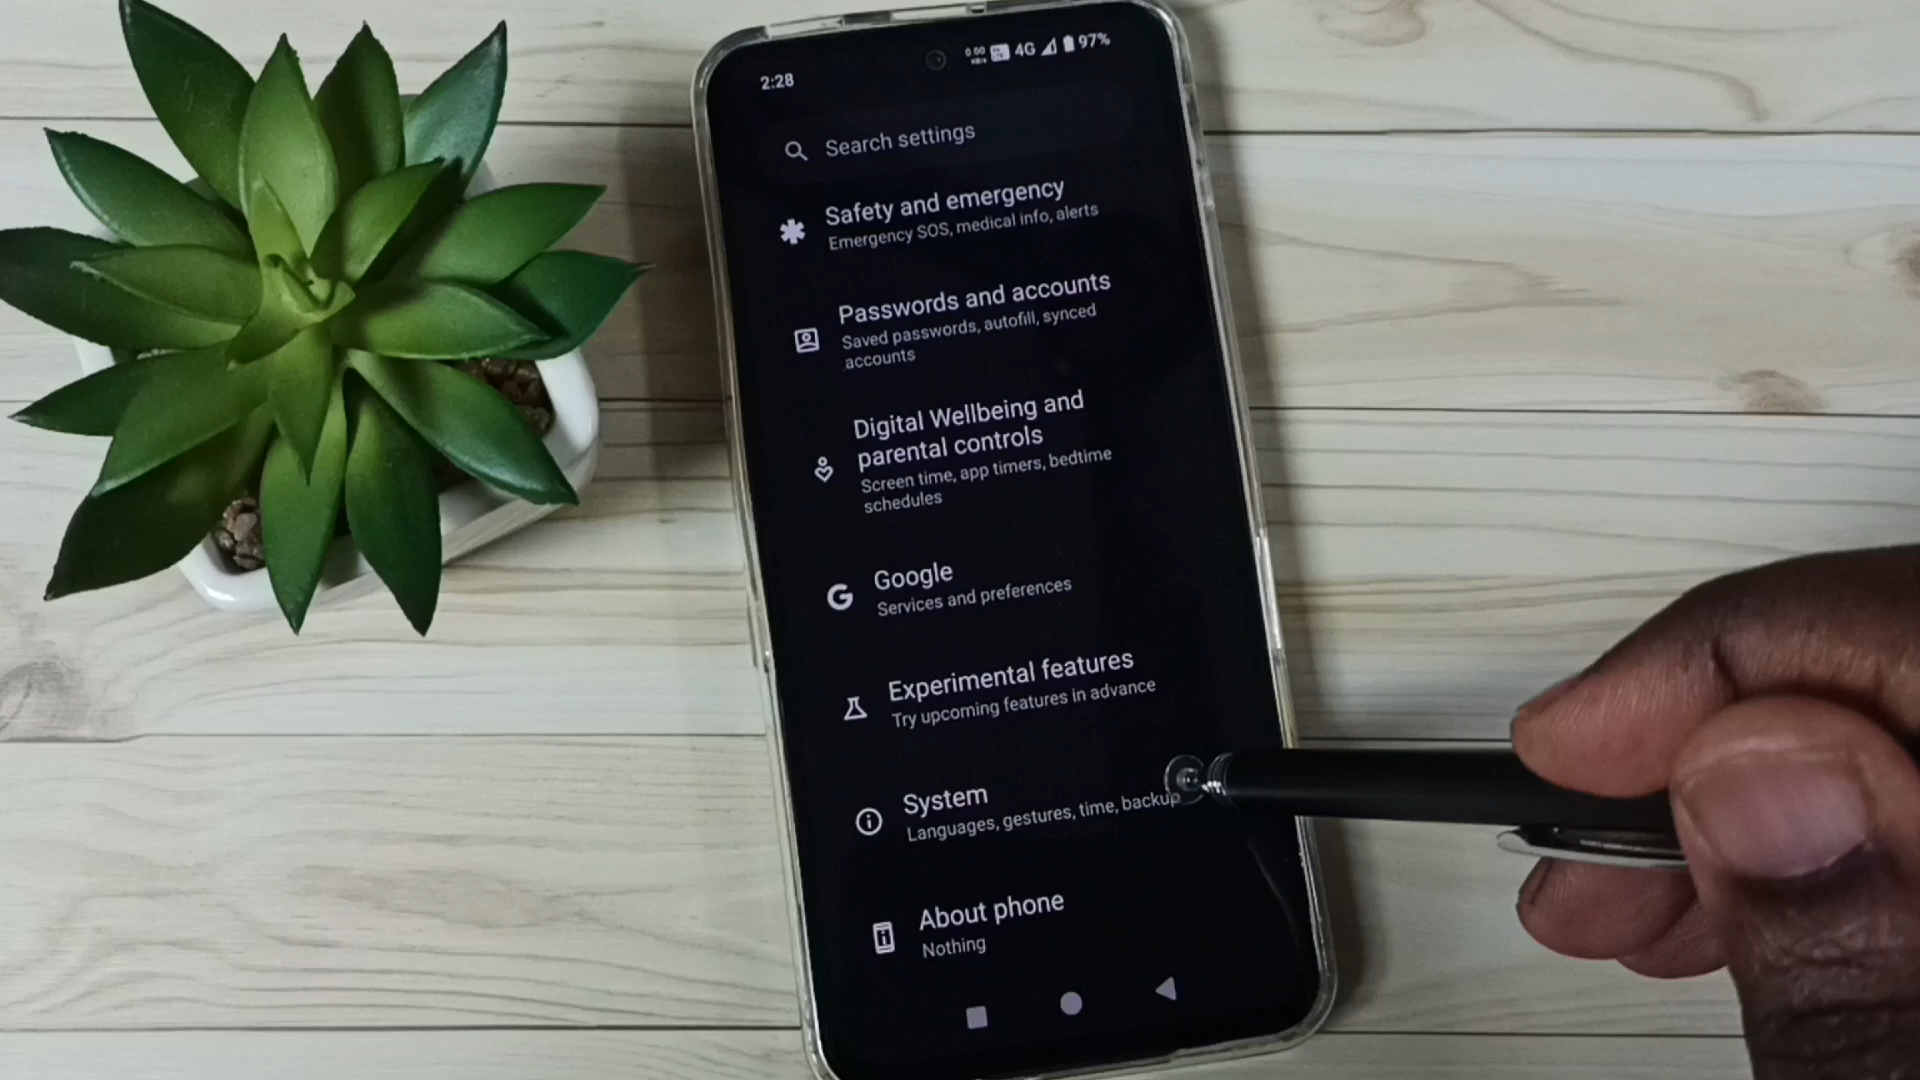 2:28
0.00
4G
97%
Search settings
Safety and emergency
Emergency SOS, medical info, alerts
Passwords and accounts
Saved passwords, autofill, synced
accounts
Digital Wellbeing and
parental controls
Screen time, app timers, bedtime
schedules
Google
Services and preferences
Experimental features
Try upcoming features in advance
System
Languages, gestures, time, backup
About phone
Nothing